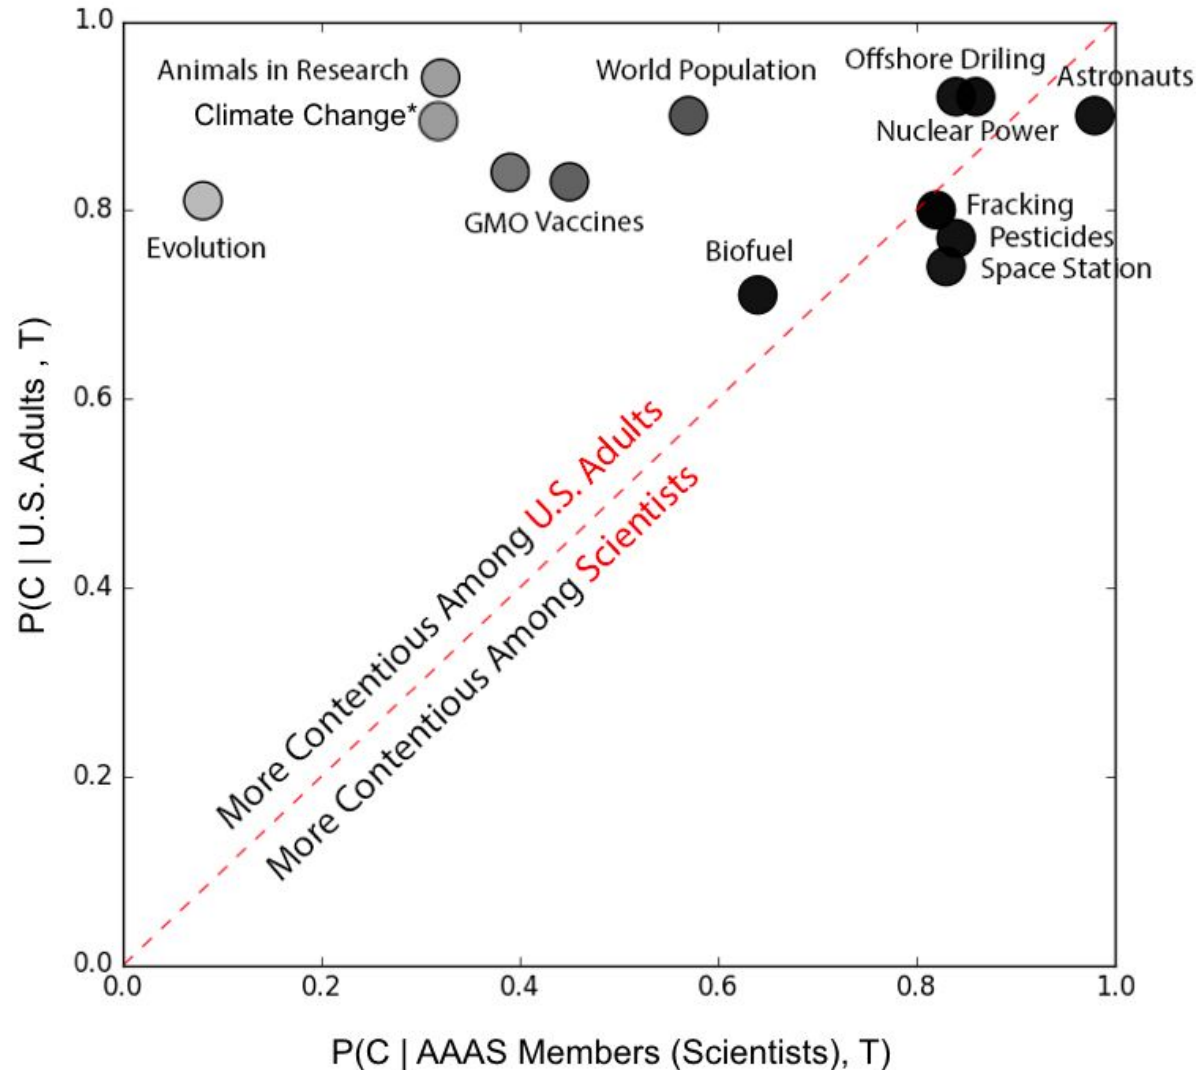 1.0
0.8
0.6
0.4
0.2
0.0
P(C | U.S. Adults , T)
Animals in Research
Climate Change*
Evolution
GMO
Vaccines
World Population
Biofuel
Offshore Driling
Astronauts
Nuclear Power
Fracking
Pesticides
Space Station
More Contentious Among U.S. Adults
More Contentious Among Scientists
0.0
0.2
0.4
0.6
0.8
1.0
P(C | AAAS Members (Scientists), T)